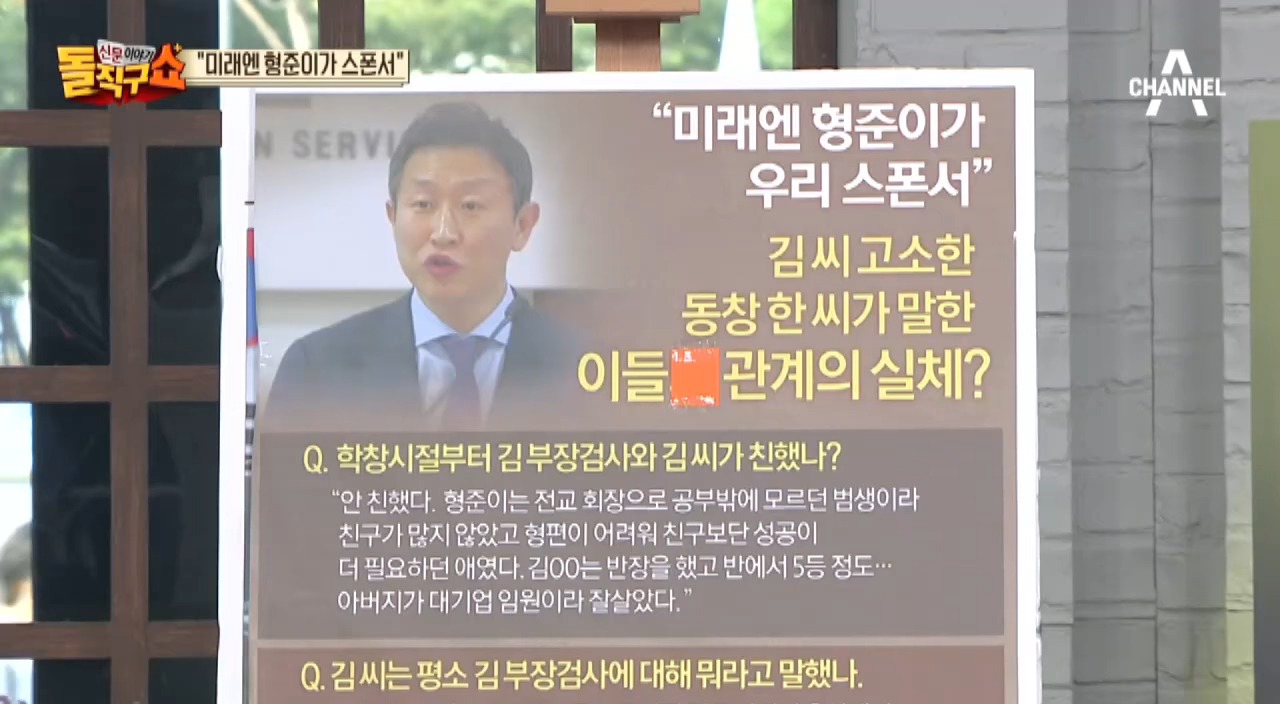 신문이야기
돌직구쇼
"미래엔 형준이가 스폰서"
CHANNEL A
N SERVI
“미래엔 형준이가
우리 스폰서”
김 씨 고소한
동창 한 씨가 말한
이들 관계의 실체?
Q. 학창시절부터 김 부장검사와 김 씨가 친했나?
“안 친했다. 형준이는 전교 회장으로 공부밖에 모르던 범생이라
친구가 많지 않았고 형편이 어려워 친구보단 성공이
더 필요하던 애였다. 김OO는 반장을 했고 반에서 5등 정도…
아버지가 대기업 임원이라 잘살았다.”
Q. 김 씨는 평소 김 부장검사에 대해 뭐라고 말했나.